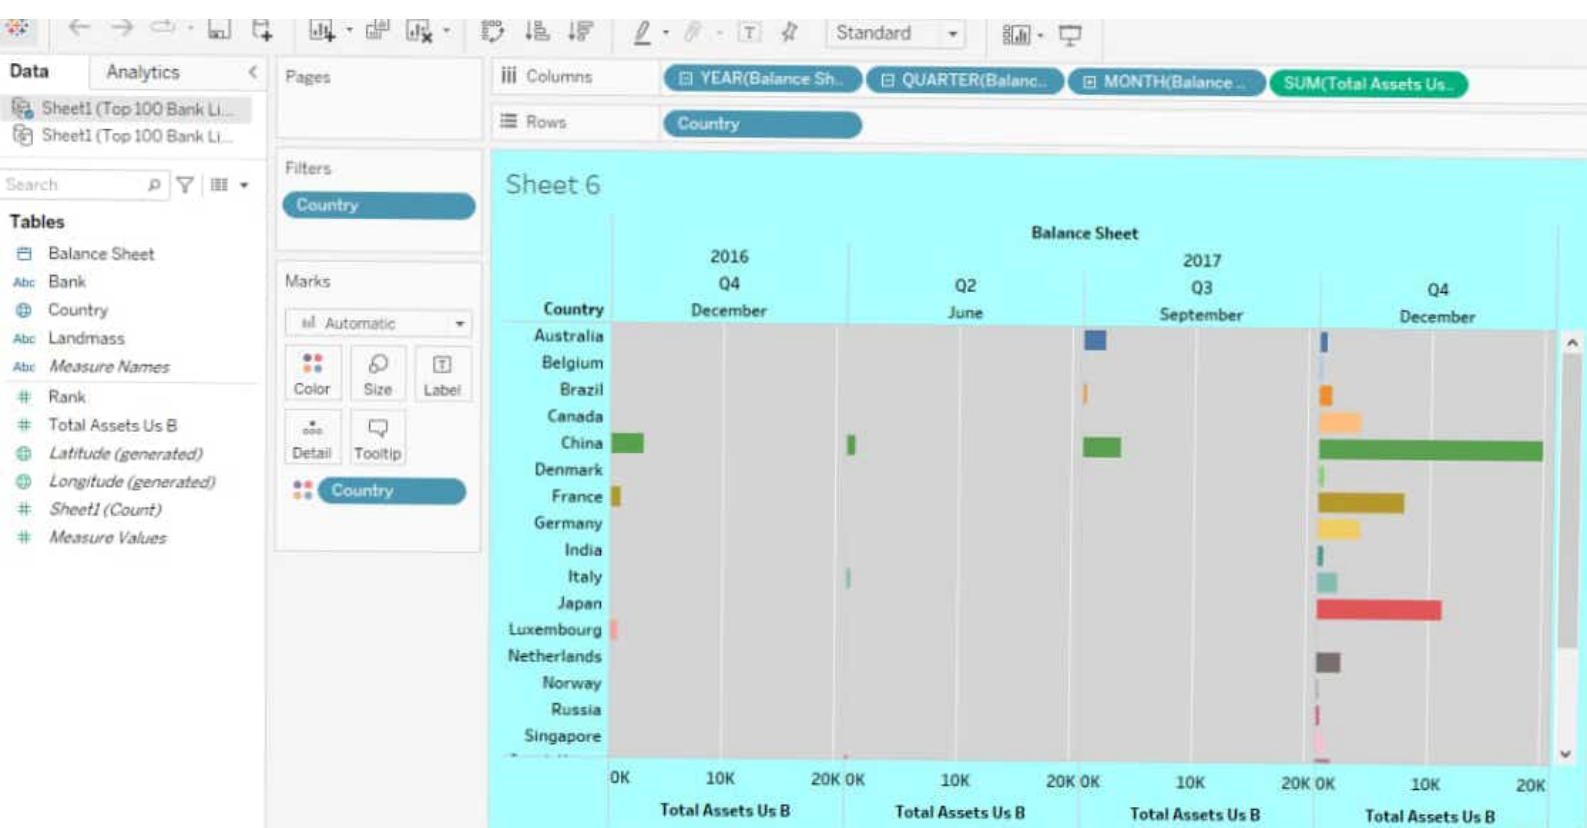 Standard
Data
Analytics
Sheet1 (Top 100 Bank Li...
Sheet1 (Top 100 Bank Li...
Search
Tables
Balance Sheet
Abc Bank
Country
Abc Landmass
Abc Measure Names
# Rank
# Total Assets Us B
Latitude (generated)
Longitude (generated)
# Sheet1 (Count)
# Measure Values
Pages
Filters
Country
Marks
Automatic
Color Size Label
Detail Tooltip
Country
Columns YEAR(Balance Sh.. QUARTER(Balanc.. MONTH(Balance .. SUM(Total Assets Us..
Rows Country
Sheet 6
Balance Sheet
2016 2017
Q4 Q2 Q3 Q4
Country December June September December
Australia
Belgium
Brazil
Canada
China
Denmark
France
Germany
India
Italy
Japan
Luxembourg
Netherlands
Norway
Russia
Singapore
0K 10K 20K 0K 10K 20K 0K 10K 20K 0K 10K 20K
Total Assets Us B Total Assets Us B Total Assets Us B Total Assets Us B